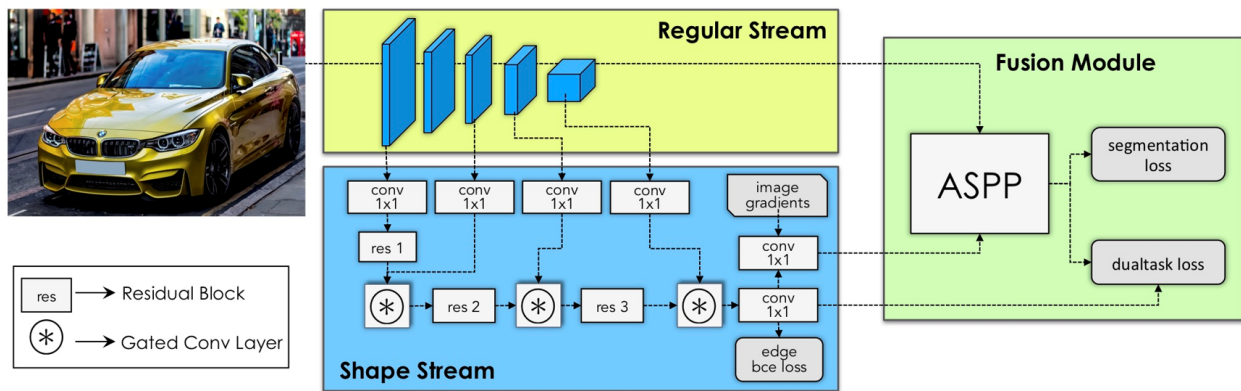 Regular Stream
Fusion Module
ASPP
segmentation
loss
dualtask loss
conv
1x1
conv
1x1
conv
1x1
conv
1x1
image
gradients
res 1
conv
1x1
res 2
res 3
conv
1x1
edge
bce loss
Shape Stream
res
Residual Block
Gated Conv Layer